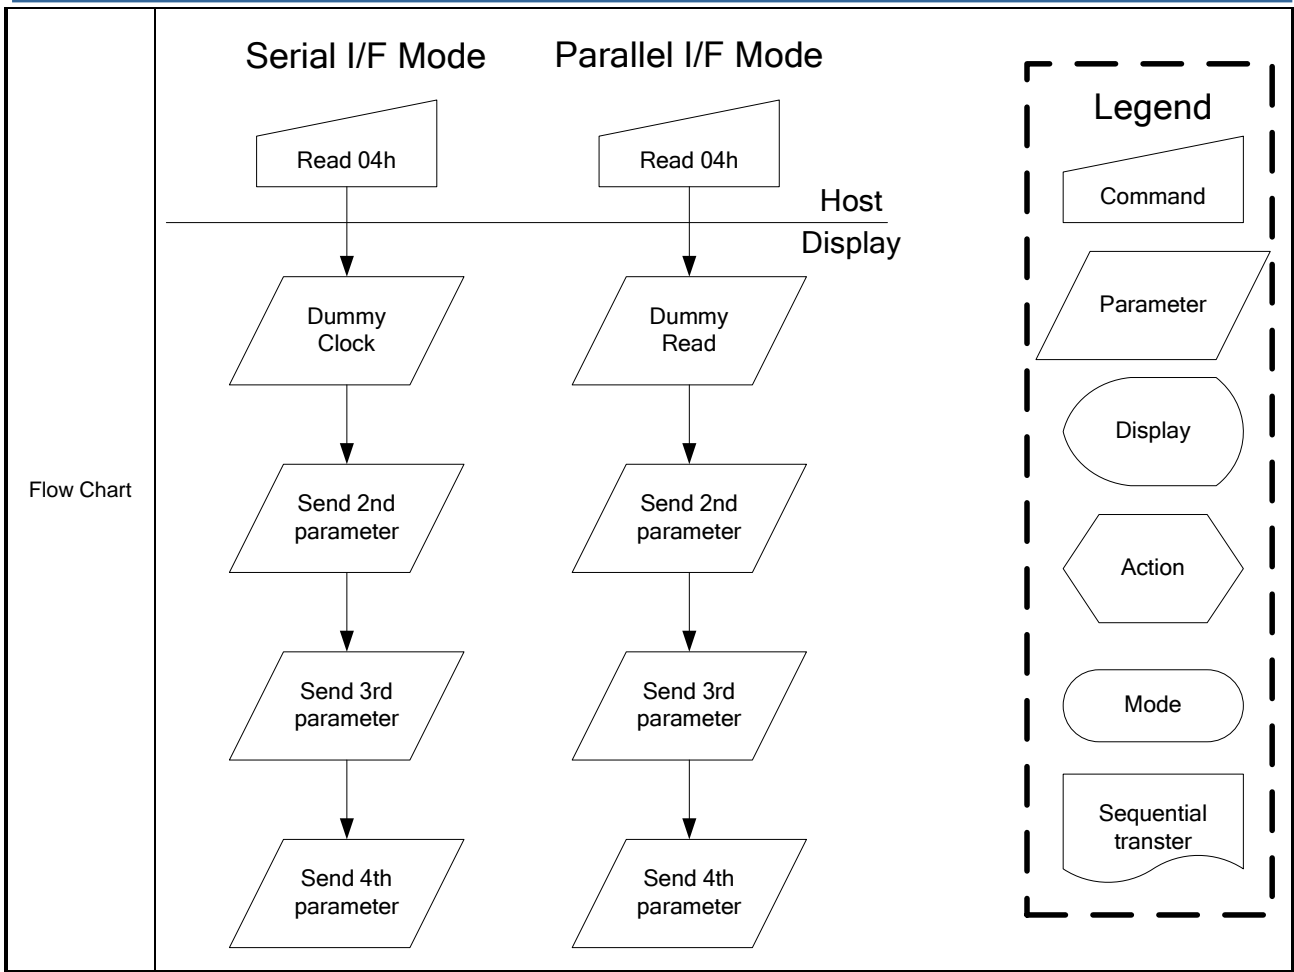 Flow Chart
Serial I/F Mode
Read 04h
Dummy
Clock
Send 2nd
parameter
Send 3rd
parameter
Send 4th
parameter
Parallel I/F Mode
Read 04h
Host
Display
Dummy
Read
Send 2nd
parameter
Send 3rd
parameter
Send 4th
parameter
Legend
Command
Parameter
Display
Action
Mode
Sequential
transter